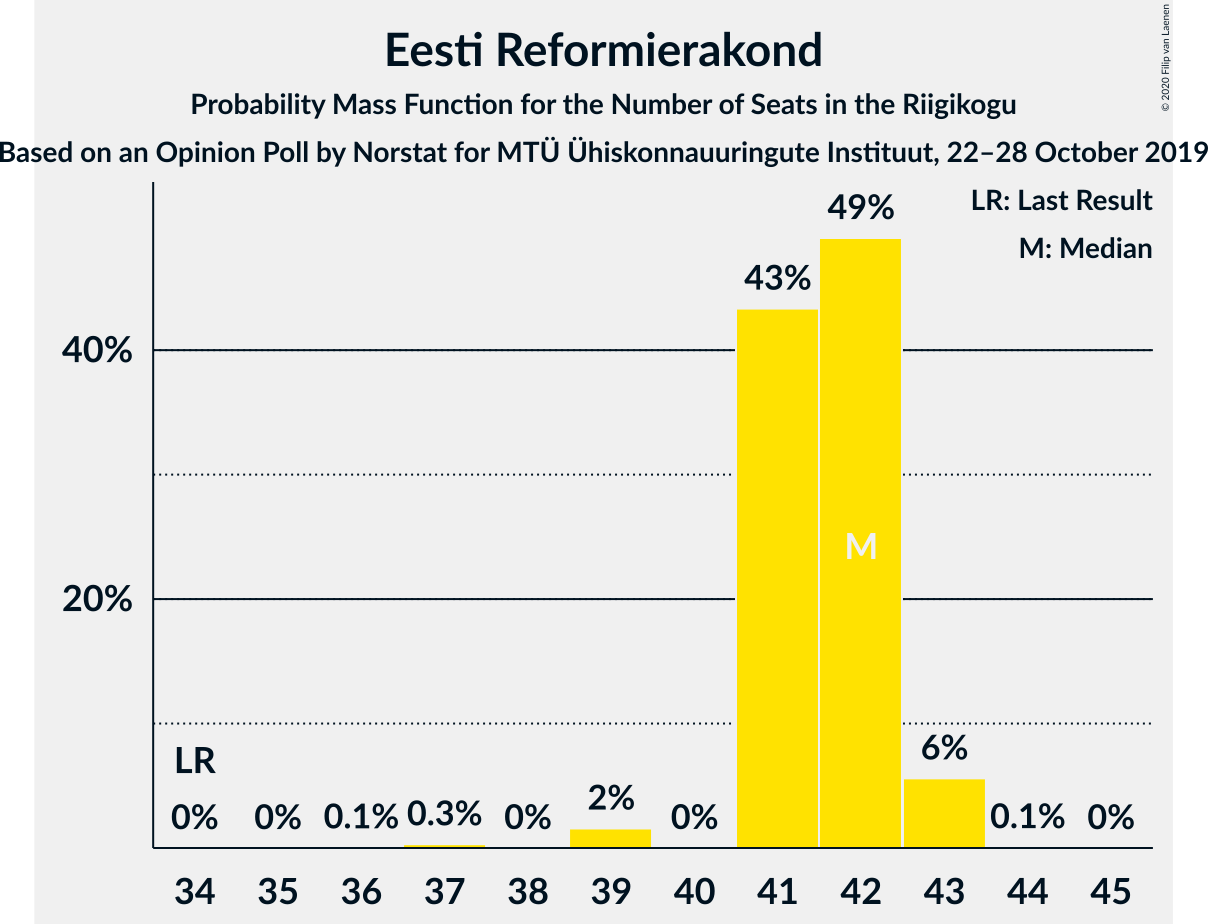 Eesti Reformierakond
Probability Mass Function for the Number of Seats in the Riigikogu
Based on an Opinion Poll by Norstat for MTÜ Ühiskonnauuringute Instituut, 22–28 October 2019
© 2020 Filip van Laenen
LR: Last Result
M: Median
49%
43%
40%
M
20%
6%
LR
2%
0% 0% 0.1% 0.3% 0% 0% 0.1% 0%
34 35 36 37 38 39 40 41 42 43 44 45